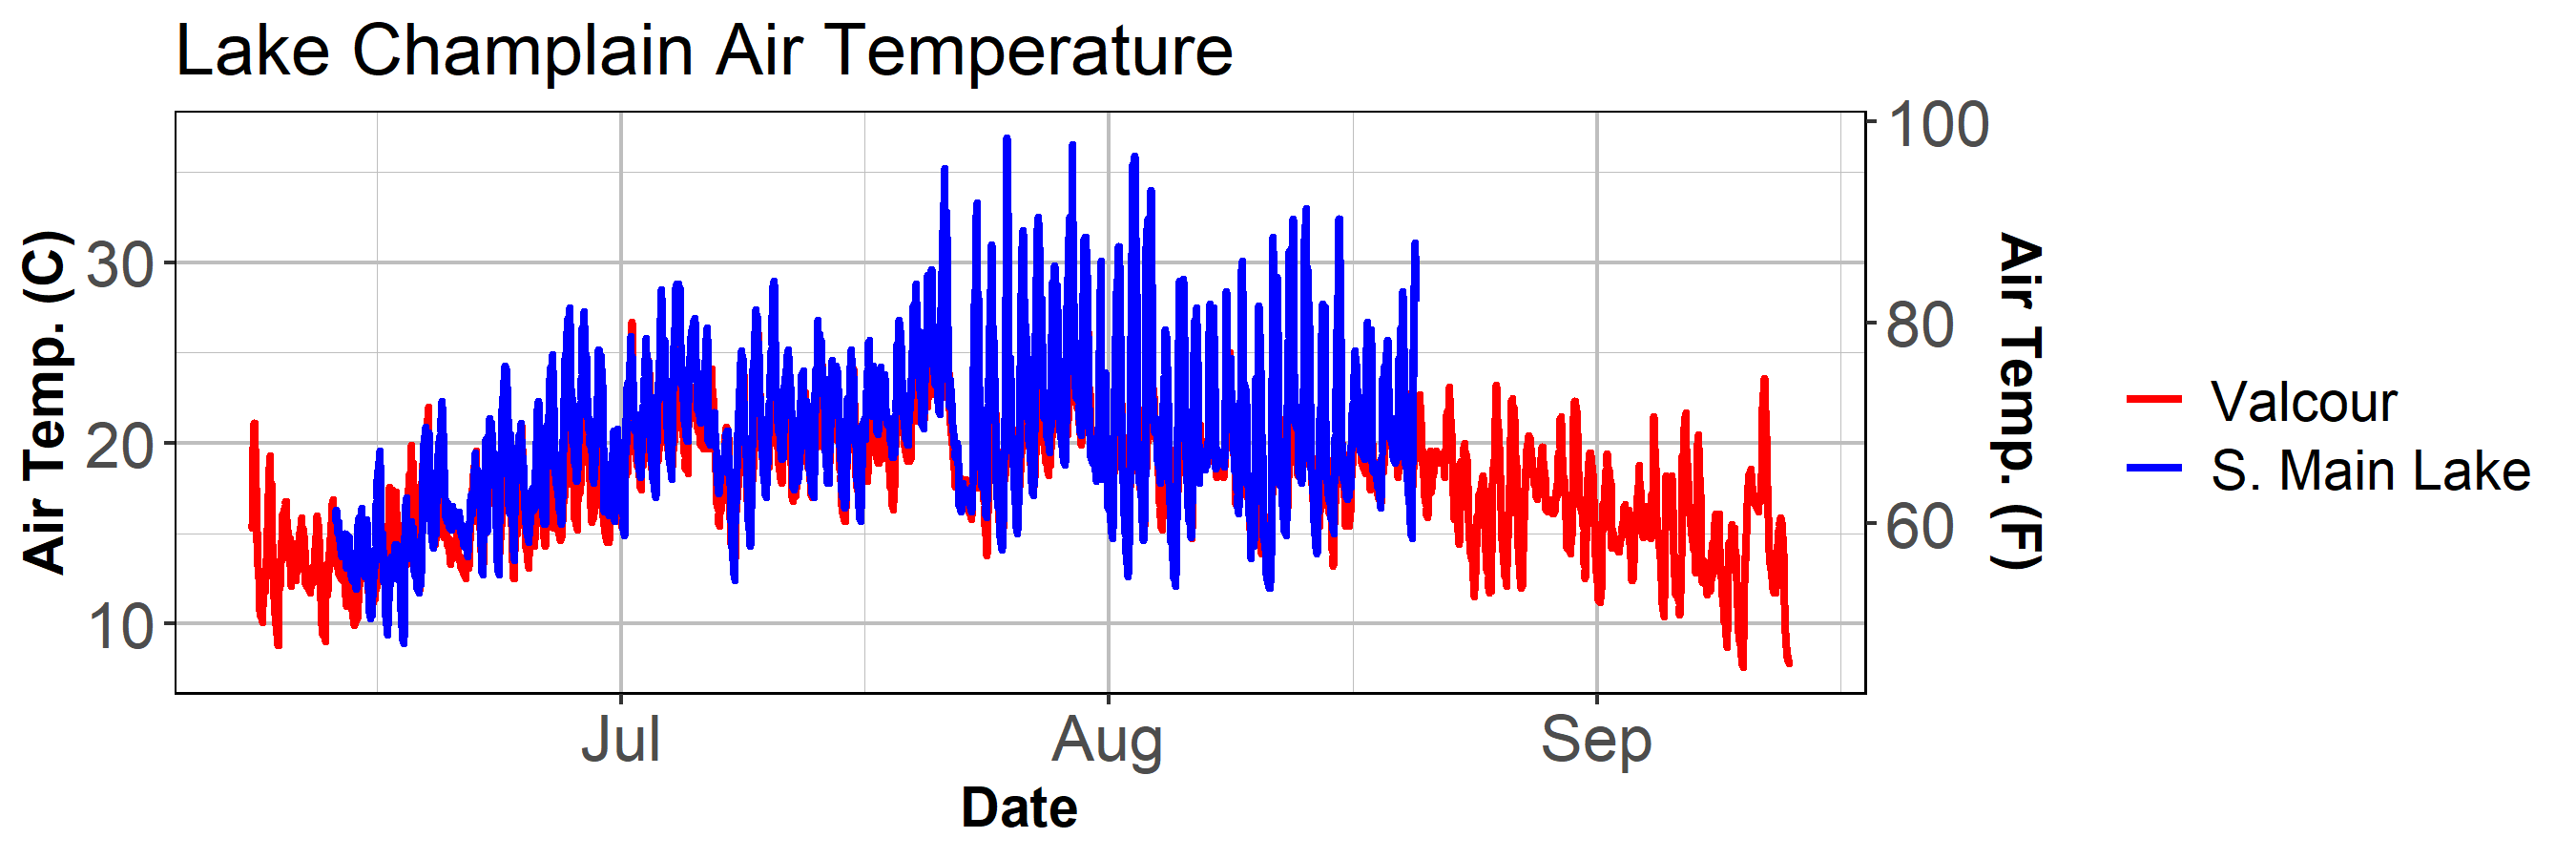 Lake Champlain Air Temperature
Air Temp. (C)
30
20
10
100
80
60
Air Temp. (F)
Jul
Aug
Sep
Date
Valcour
S. Main Lake